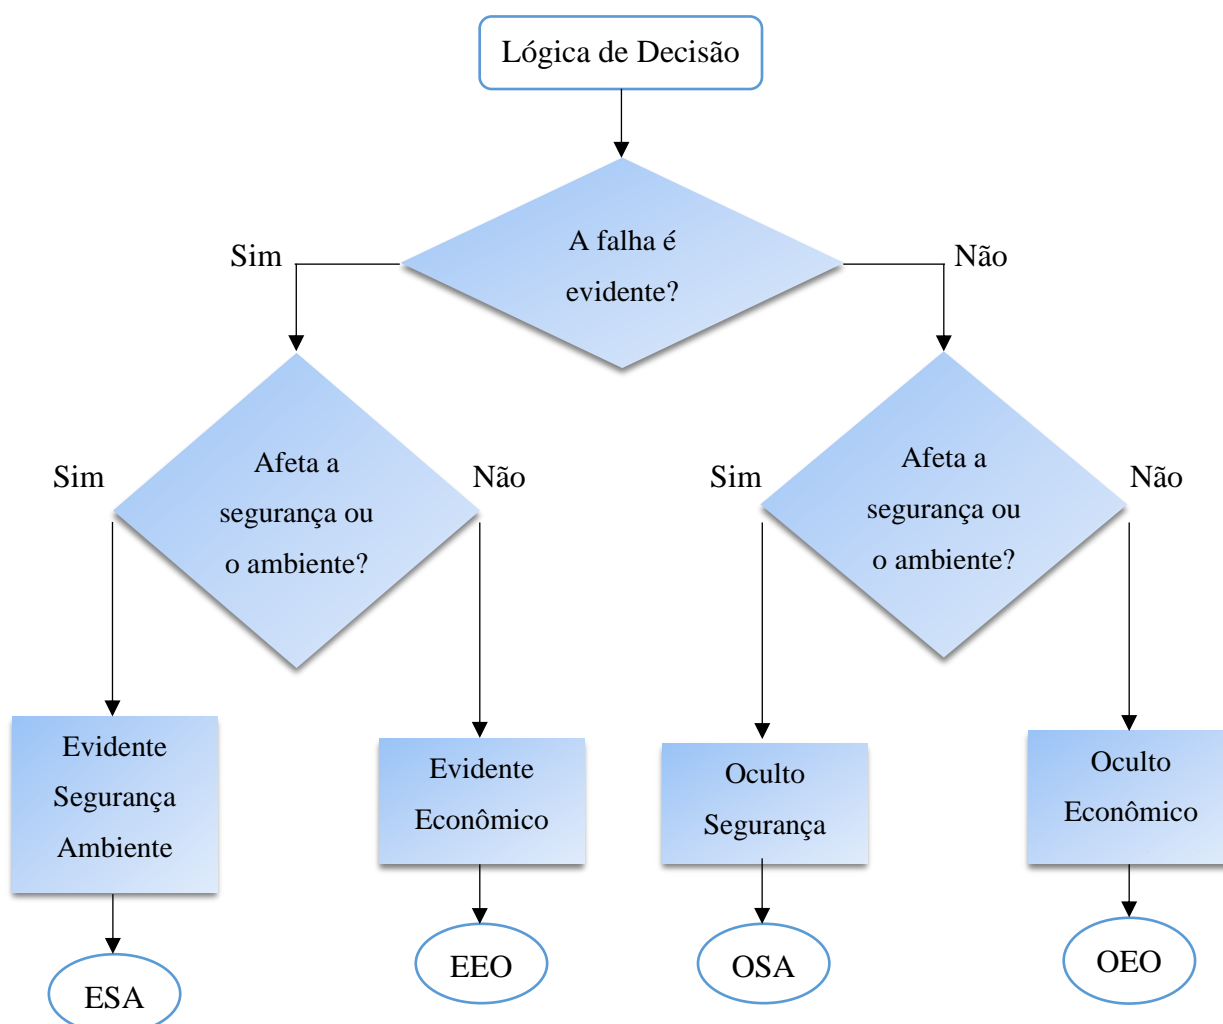 Lógica de Decisão
A falha é
evidente?
Sim
Não
Afeta a
segurança ou
o ambiente?
Sim
Não
Afeta a
segurança ou
o ambiente?
Sim
Não
Evidente
Segurança
Ambiente
Evidente
Econômico
Oculto
Segurança
Oculto
Econômico
ESA
EEO
OSA
OEO